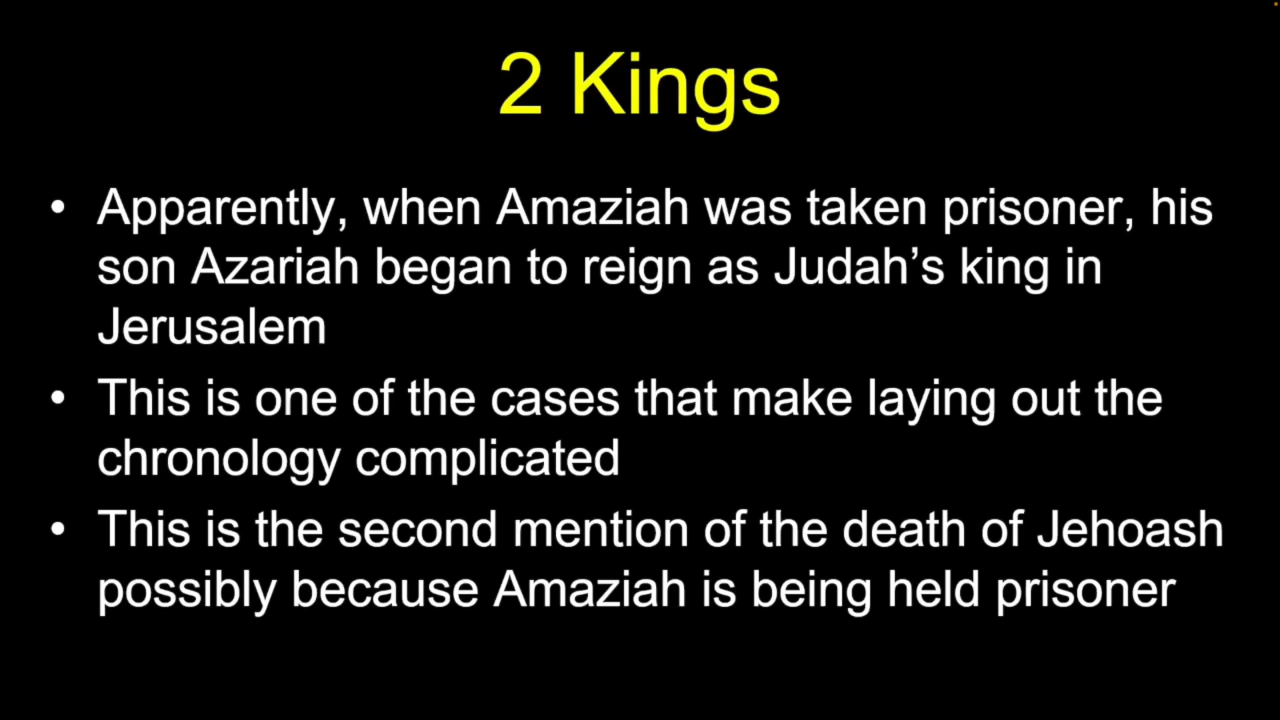 2 Kings
• Apparently, when Amaziah was taken prisoner, his
son Azariah began to reign as Judah’s king in
Jerusalem
• This is one of the cases that make laying out the
chronology complicated
• This is the second mention of the death of Jehoash
possibly because Amaziah is being held prisoner